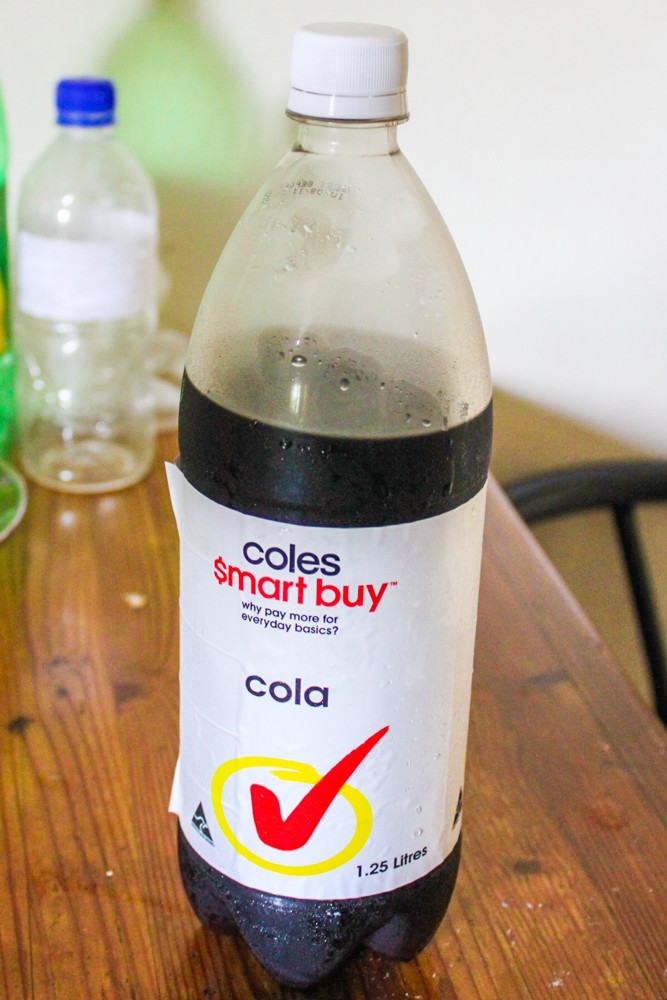 coles
$mart buy™
why pay more for
everyday basics?
cola
1.25 Litres